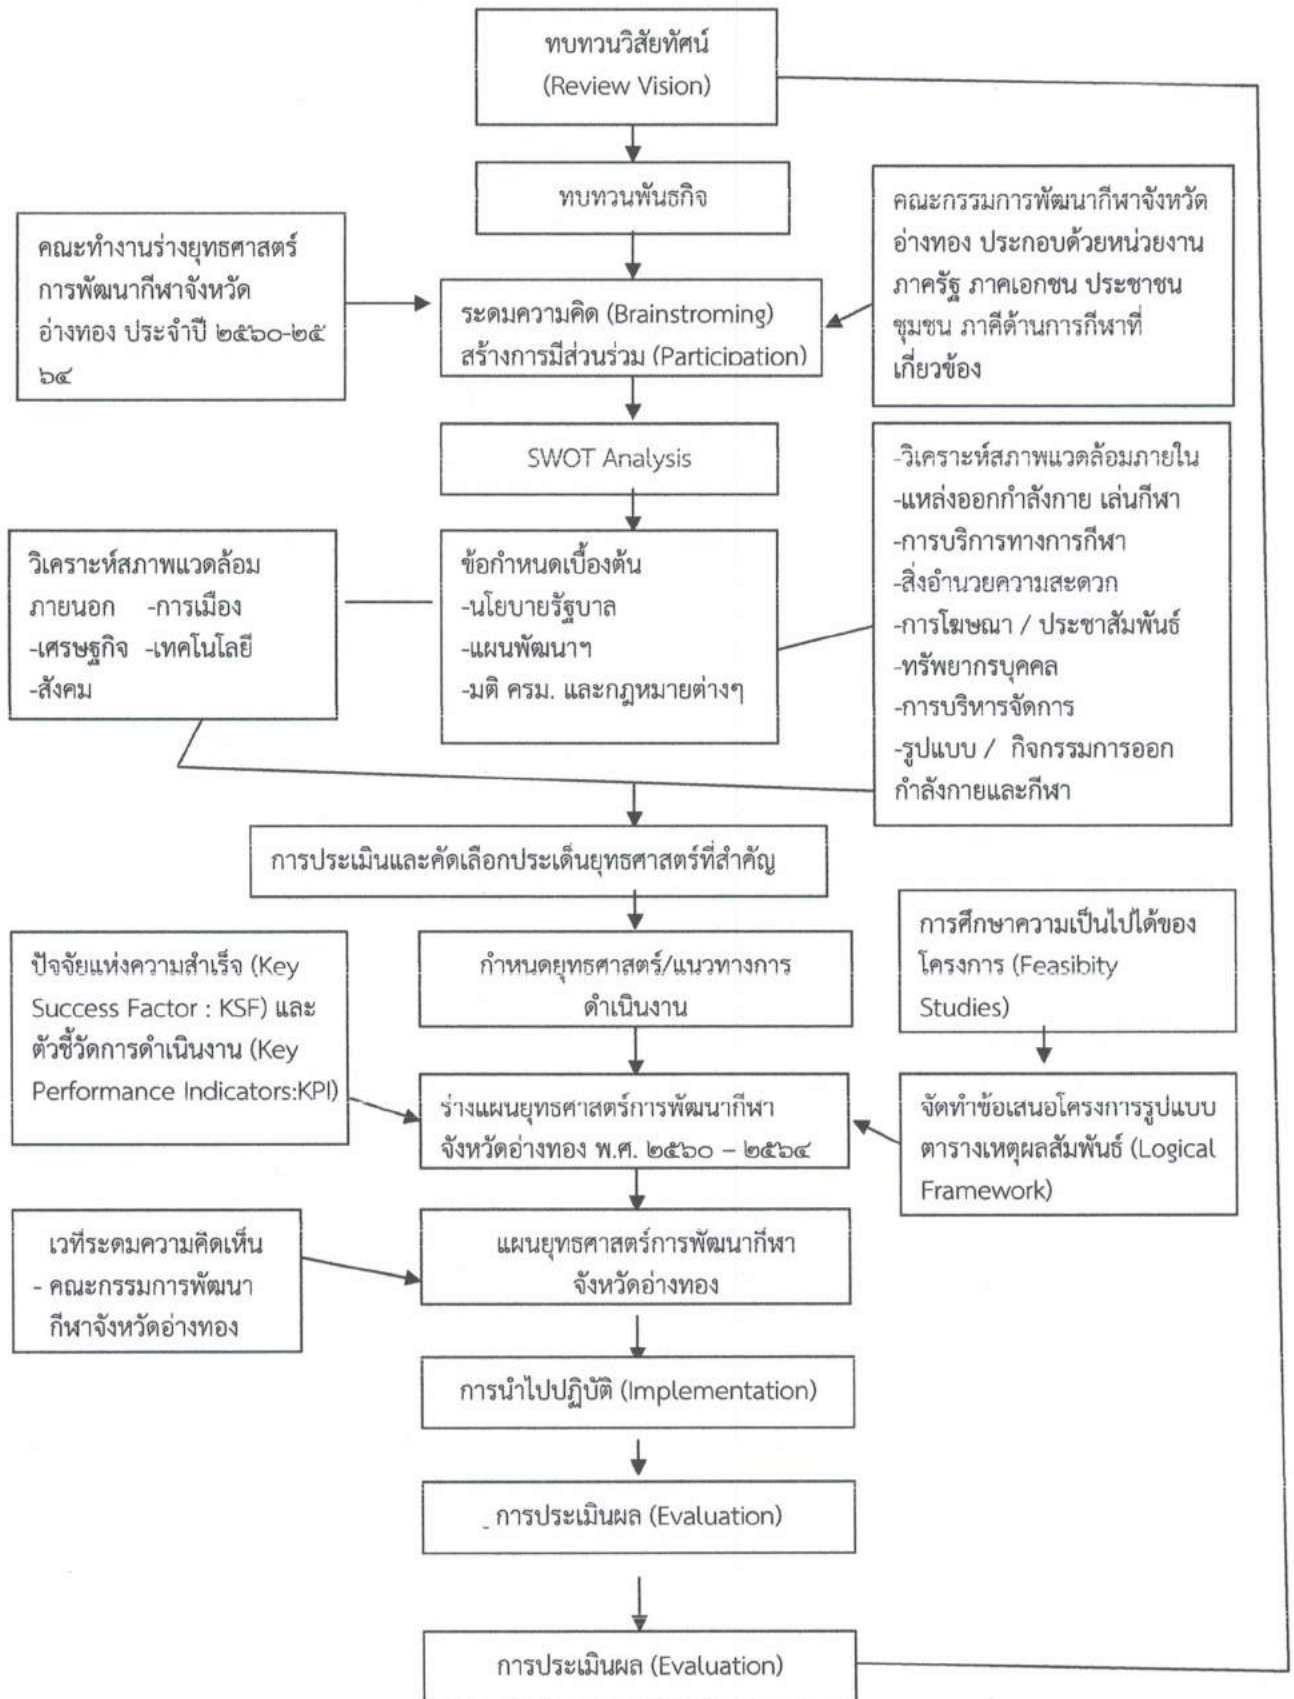 ทบทวนวิสัยทัศน์
(Review Vision)
ทบทวนพันธกิจ
คณะทำงานร่างยุทธศาสตร์
การพัฒนากีฬาจังหวัด
อ่างทอง ประจำปี ๒๕๖๐-๒๕
๖๔
ระดมความคิด (Brainstroming)
สร้างการมีส่วนร่วม (Participation)
คณะกรรมการพัฒนากีฬาจังหวัด
อ่างทอง ประกอบด้วยหน่วยงาน
ภาครัฐ ภาคเอกชน ประชาชน
ชุมชน ภาคีด้านการกีฬาที่
เกี่ยวข้อง
SWOT Analysis
วิเคราะห์สภาพแวดล้อม
ภายนอก -การเมือง
-เศรษฐกิจ -เทคโนโลยี
-สังคม
ข้อกำหนดเบื้องต้น
-นโยบายรัฐบาล
-แผนพัฒนาฯ
-มติ ครม. และกฎหมายต่างๆ
-วิเคราะห์สภาพแวดล้อมภายใน
-แหล่งออกกำลังกาย เล่นกีฬา
-การบริการทางการกีฬา
-สิ่งอำนวยความสะดวก
-การโฆษณา / ประชาสัมพันธ์
-ทรัพยากรบุคคล
-การบริหารจัดการ
-รูปแบบ / กิจกรรมการออก
กำลังกายและกีฬา
การประเมินและคัดเลือกประเด็นยุทธศาสตร์ที่สำคัญ
ปัจจัยแห่งความสำเร็จ (Key
Success Factor : KSF) และ
ตัวชี้วัดการดำเนินงาน (Key
Performance Indicators:KPI)
กำหนดยุทธศาสตร์/แนวทางการ
ดำเนินงาน
การศึกษาความเป็นไปได้ของ
โครงการ (Feasibity
Studies)
ร่างแผนยุทธศาสตร์การพัฒนากีฬา
จังหวัดอ่างทอง พ.ศ. ๒๕๖๐ – ๒๕๖๔
จัดทำข้อเสนอโครงการรูปแบบ
ตารางเหตุผลสัมพันธ์ (Logical
Framework)
เวทีระดมความคิดเห็น
- คณะกรรมการพัฒนา
กีฬาจังหวัดอ่างทอง
แผนยุทธศาสตร์การพัฒนากีฬา
จังหวัดอ่างทอง
การนำไปปฏิบัติ (Implementation)
การประเมินผล (Evaluation)
การประเมินผล (Evaluation)